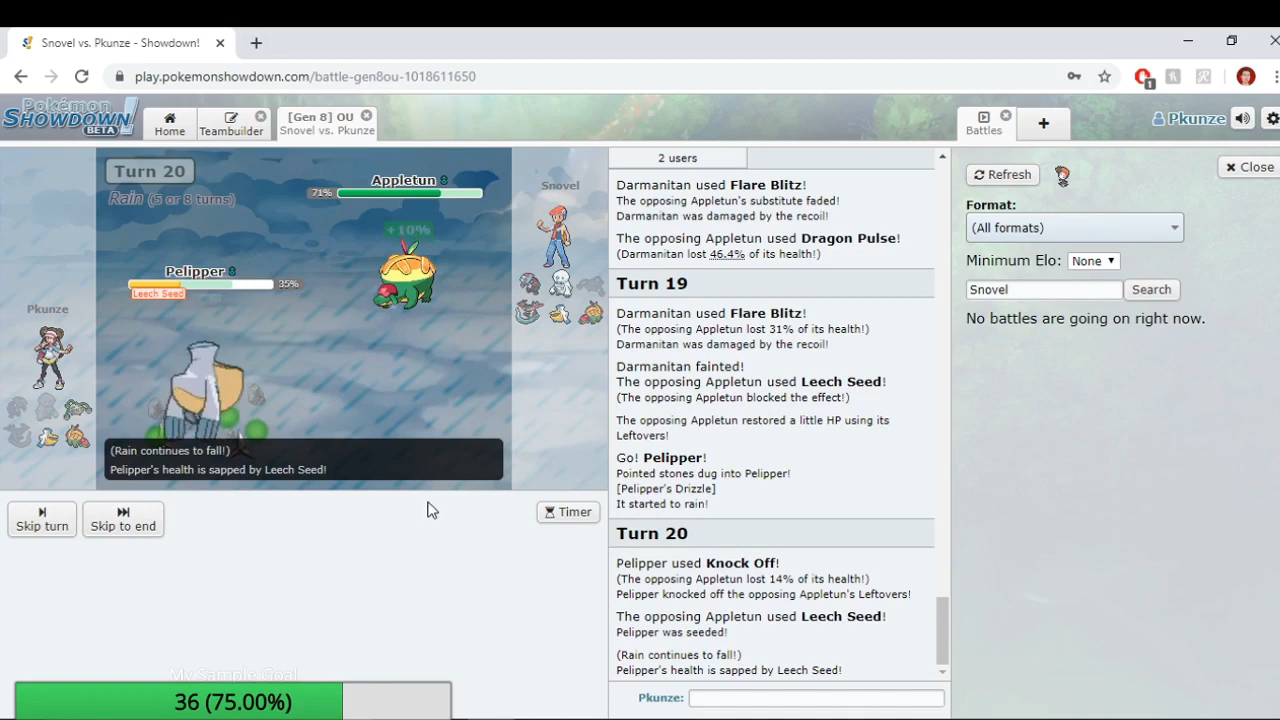 Snovel vs. Pkunze - Showdown!
play.pokemonshowdown.com/battle-gen8ou-1018611650
1
Pokémon
Showdown!
BETA
Home
Teambuilder
[Gen 8] OU
Snovel vs. Pkunze
Battles
Pkunze
Turn 20
Rain (5 or 8 turns)
Appletun
71%
+10%
Pelipper
35%
Leech Seed
Pkunze
Snovel
(Rain continues to fall!)
Pelipper's health is sapped by Leech Seed!
Skip turn
Skip to end
Timer
My Sample Goal
36 (75.00%)
2 users
Darmanitan used Flare Blitz!
The opposing Appletun's substitute faded!
Darmanitan was damaged by the recoil!
The opposing Appletun used Dragon Pulse!
(Darmanitan lost 46.4% of its health!)
Turn 19
Darmanitan used Flare Blitz!
(The opposing Appletun lost 31% of its health!)
Darmanitan was damaged by the recoil!
Darmanitan fainted!
The opposing Appletun used Leech Seed!
(The opposing Appletun blocked the effect!)
The opposing Appletun restored a little HP using its
Leftovers!
Go! Pelipper!
Pointed stones dug into Pelipper!
[Pelipper's Drizzle]
It started to rain!
Turn 20
Pelipper used Knock Off!
(The opposing Appletun lost 14% of its health!)
Pelipper knocked off the opposing Appletun's Leftovers!
The opposing Appletun used Leech Seed!
Pelipper was seeded!
(Rain continues to fall!)
Pelipper's health is sapped by Leech Seed!
Pkunze:
Refresh
Close
Format:
(All formats)
Minimum Elo: None
Snovel
Search
No battles are going on right now.